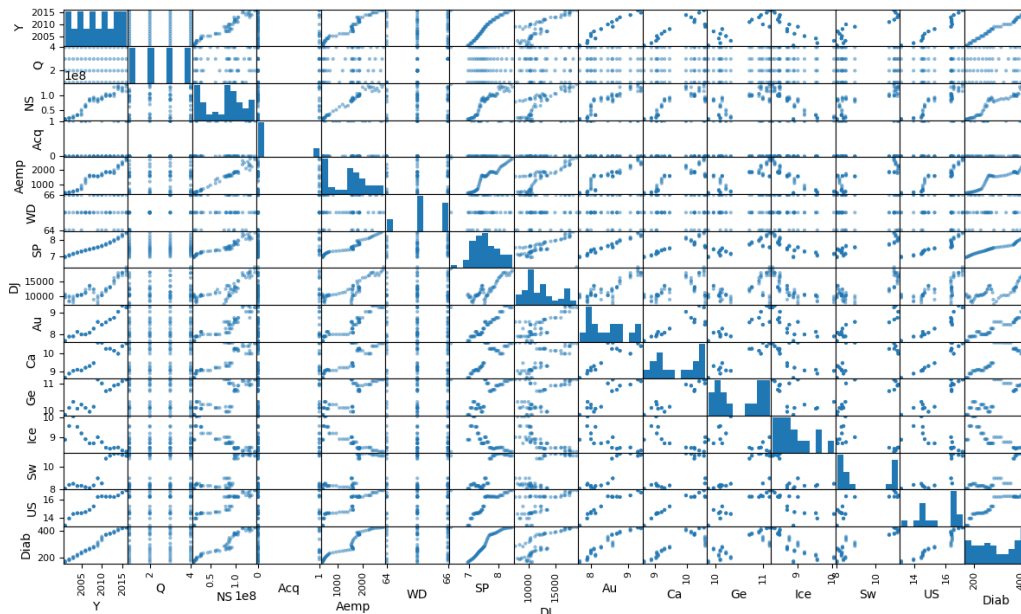 2015
2010
2005
Y
4
2
Q
1e8
1.0
0.5
NS
1
0
Acq
2000
1000
Aemp
66
64
WD
8
7
SP
15000
10000
DJ
9
8
Au
10
9
Ca
11
10
Ge
10
9
Ice
10
8
Sw
16
14
US
400
200
Diab
2005 2010 2015
Y
2 4
Q
0.5 1.0
NS 1e8
0 1
Acq
1000 2000
Aemp
64 66
WD
7 8
SP
10000 15000
8 9
Au
9 10
Ca
10 11
Ge
9
Ice
8 10
Sw
14 16
US
200 400
Diab